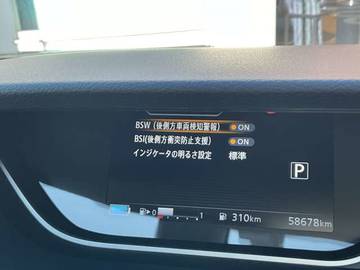 BSW (後側方車両検知警報) ON
BSI(後側方衝突防止支援) ON
インジケータの明るさ設定 標準
P
0 1 310km 58678km